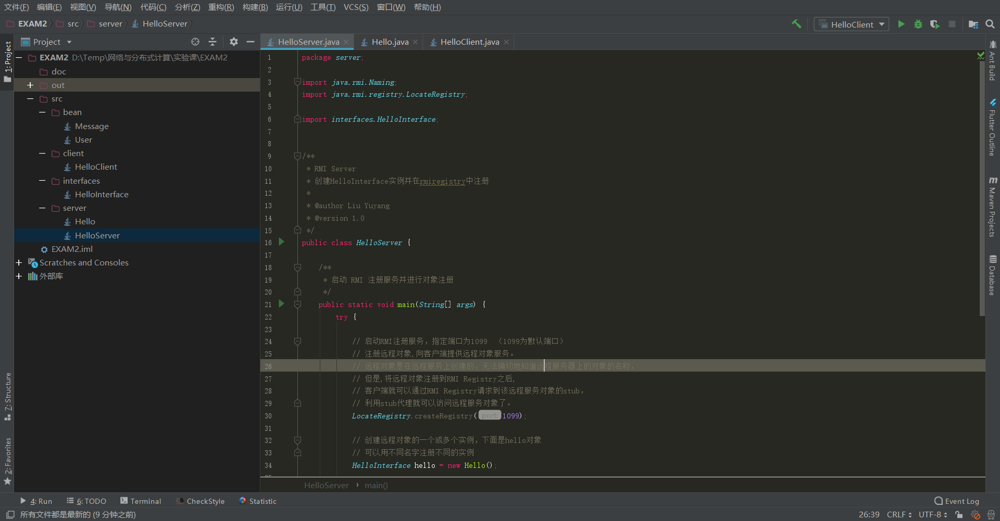 文件(F) 编辑(E) 视图(V) 导航(N) 代码(C) 分析(Z) 重构(R) 构建(B) 运行(U) 工具(T) VCS(S) 窗口(W) 帮助(H)
EXAM2 src server HelloServer
HelloClient
1: Project
Project
EXAM2 D:\Temp\网络与分布式计算\实验课\EXAM2
doc
out
src
bean
Message
User
client
HelloClient
interfaces
HelloInterface
server
Hello
HelloServer
EXAM2.iml
Scratches and Consoles
外部库
7: Structure
2: Favorites
HelloServer.java Hello.java HelloClient.java
1 package server;
2
3 import java.rmi.Naming;
4 import java.rmi.registry.LocateRegistry;
5
6 import interfaces.HelloInterface;
7
8
9 /**
10 * RMI Server
11 * 创建HelloInterface实例并在rmiregistry中注册
12 *
13 * @author Liu Yuyang
14 * @version 1.0
15 */
16 public class HelloServer {
17
18 /**
19 * 启动 RMI 注册服务并进行对象注册
20 */
21 public static void main(String[] args) {
22 try {
23
24 // 启动RMI注册服务，指定端口为1099 （1099为默认端口）
25 // 注册远程对象,向客户端提供远程对象服务。
26 // 远程对象是在远程服务上创建的，无法确切地知道远程服务器上的对象的名称，
27 // 但是,将远程对象注册到RMI Registry之后,
28 // 客户端就可以通过RMI Registry请求到该远程服务对象的stub，
29 // 利用stub代理就可以访问远程服务对象了。
30 LocateRegistry.createRegistry( port: 1099);
31
32 // 创建远程对象的一个或多个实例，下面是hello对象
33 // 可以用不同名字注册不同的实例
34 HelloInterface hello = new Hello();
HelloServer › main()
Ant Build
Flutter Outline
Maven Projects
Database
4: Run 6: TODO Terminal CheckStyle Statistic Event Log
所有文件都是最新的 (9 分钟之前) 26:39 CRLF UTF-8